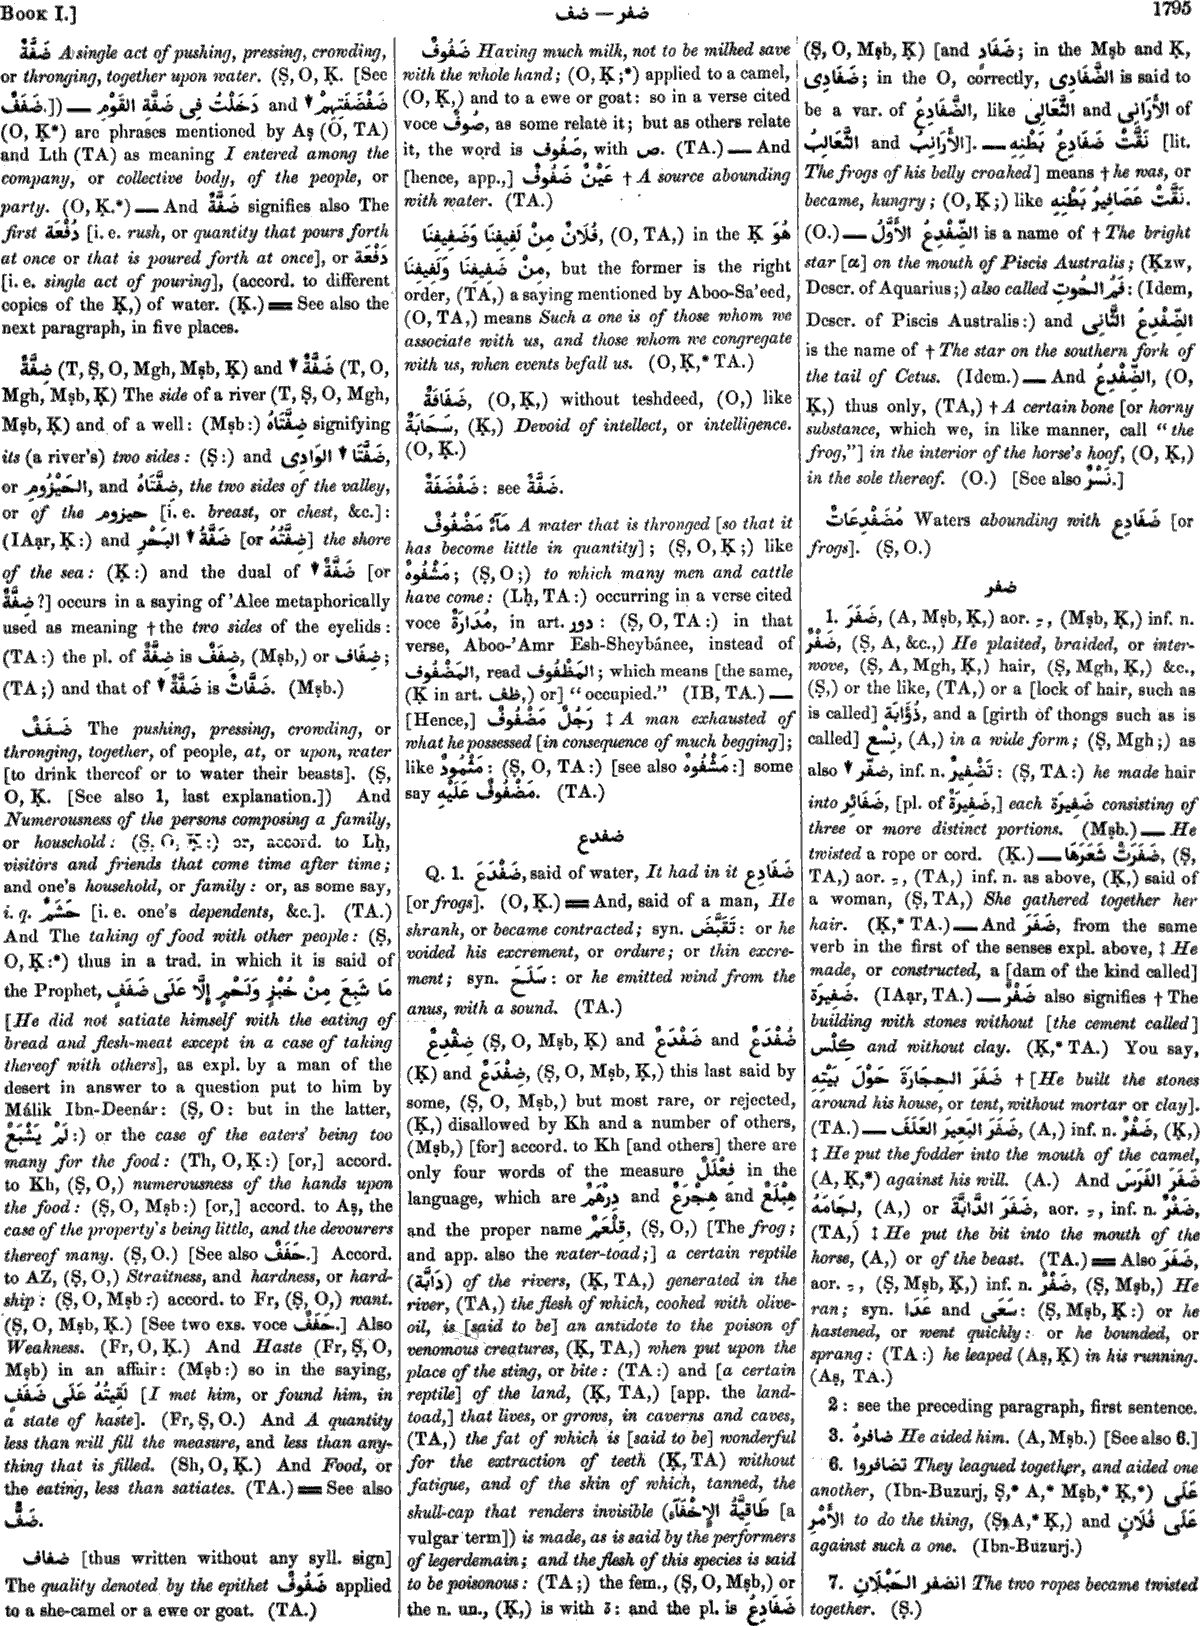 BOOK I.]
ضفر — ضف
1795
ضَفَّةٌ A single act of pushing, pressing, crowding,
or thronging, together upon water. (Ṣ, O, Ḳ. [See
ضَفَفٌ.]) — دَخَلْتُ فِى ضَفَّةِ القَوْمِ and ضَفْضَفَتِهِمْ
(O, Ḳ*) are phrases mentioned by Aṣ (O, TA)
and Lth (TA) as meaning I entered among the
company, or collective body, of the people, or
party. (O, Ḳ.*) — And ضَفَّةٌ signifies also The
first دُفْعَة [i. e. rush, or quantity that pours forth
at once or that is poured forth at once], or دَفْعَة
[i. e. single act of pouring], (accord. to different
copies of the Ḳ,) of water. (Ḳ.) = See also the
next paragraph, in five places.
ضِفَّةٌ (T, Ṣ, O, Mgh, Mṣb, Ḳ) and ضَفَّةٌ (T, O,
Mgh, Mṣb, Ḳ) The side of a river (T, Ṣ, O, Mgh,
Mṣb, Ḳ) and of a well: (Mṣb:) ضِفَّتَاهُ signifying
its (a river's) two sides: (Ṣ:) and ضَفَّتَا الوَادِى,
or الحَيْزُومِ, and ضِفَّتَاهُ, the two sides of the valley,
or of the حيزوم [i. e. breast, or chest, &c.]:
(IAạr, Ḳ:) and ضَفَّةُ البَحْرِ [or ضِفَّتُهُ] the shore
of the sea: (Ḳ:) and the dual of ضَفَّةٌ [or
ضِفَّةٌ?] occurs in a saying of 'Alee metaphorically
used as meaning † the two sides of the eyelids:
(TA:) the pl. of ضِفَّةٌ is ضِفَفٌ, (Mṣb,) or ضِفَاف;
(TA;) and that of ضَفَّةٌ is ضَفَّاتٌ. (Mṣb.)
ضَفَفٌ The pushing, pressing, crowding, or
thronging, together, of people, at, or upon, water
[to drink thereof or to water their beasts]. (Ṣ,
O, Ḳ. [See also 1, last explanation.]) And
Numerousness of the persons composing a family,
or household: (Ṣ, O, Ḳ:) or, accord. to Lḥ,
visitors and friends that come time after time;
and one's household, or family: or, as some say,
i. q. حَشَمٌ [i. e. one's dependents, &c.]. (TA.)
And The taking of food with other people: (Ṣ,
O, Ḳ:*) thus in a trad. in which it is said of
the Prophet, مَا شَبِعَ مِنْ خُبْزٍ وَلَحْمٍ إِلَّا عَلَى ضَفَفٍ
[He did not satiate himself with the eating of
bread and flesh-meat except in a case of taking
thereof with others], as expl. by a man of the
desert in answer to a question put to him by
Málik Ibn-Deenár: (Ṣ, O: but in the latter,
لَمْ يَشْبَعْ:) or the case of the eaters' being too
many for the food: (Th, O, Ḳ:) [or,] accord.
to Kh, (Ṣ, O,) numerousness of the hands upon
the food: (Ṣ, O, Mṣb:) [or,] accord. to Aṣ, the
case of the property's being little, and the devourers
thereof many. (Ṣ, O.) [See also حَفَفٌ.] Accord.
to AZ, (Ṣ, O,) Straitness, and hardness, or hard-
ship: (Ṣ, O, Mṣb:) accord. to Fr, (Ṣ, O,) want.
(Ṣ, O, Mṣb, Ḳ.) [See two exs. voce حَفَفٌ.] Also
Weakness. (Fr, O, Ḳ.) And Haste (Fr, Ṣ, O,
Mṣb) in an affair: (Mṣb:) so in the saying,
لَقِيتُهُ عَلَى ضَفَفٍ [I met him, or found him, in
a state of haste]. (Fr, Ṣ, O.) And A quantity
less than will fill the measure, and less than any-
thing that is filled. (Sh, O, Ḳ.) And Food, or
the eating, less than satiates. (TA.) = See also
ضَفٌّ.
ضفاف [thus written without any syll. sign]
The quality denoted by the epithet ضَفُوفٌ applied
to a she-camel or a ewe or goat. (TA.)
ضَفُوفٌ Having much milk, not to be milked save
with the whole hand; (O, Ḳ;*) applied to a camel,
(O, Ḳ,) and to a ewe or goat: so in a verse cited
voce صُوفٌ, as some relate it; but as others relate
it, the word is صَفُوف, with ص. (TA.) — And
[hence, app.,] عَيْنٌ ضَفُوفٌ † A source abounding
with water. (TA.)
فُلَانٌ مِنْ لَفِيفِنَا وَضَفِيفِنَا, (O, TA,) in the Ḳ هُوَ
مِنْ ضَفِيفِنَا وَلَفِيفِنَا, but the former is the right
order, (TA,) a saying mentioned by Aboo-Sa'eed,
(O, TA,) means Such a one is of those whom we
associate with us, and those whom we congregate
with us, when events befall us. (O, Ḳ,* TA.)
ضَفَافَةٌ, (O, Ḳ,) without teshdeed, (O,) like
سَحَابَةٌ, (Ḳ,) Devoid of intellect, or intelligence.
(O, Ḳ.)
ضَفْضَفَةٌ: see ضَفَّةٌ.
مَآءٌ مَضْفُوفٌ A water that is thronged [so that it
has become little in quantity]; (Ṣ, O, Ḳ;) like
مَشْفُوهٌ; (Ṣ, O;) to which many men and cattle
have come: (Lḥ, TA:) occurring in a verse cited
voce مُدَارَةٌ, in art. دور: (Ṣ, O, TA:) in that
verse, Aboo-'Amr Esh-Sheybánee, instead of
المَضْفُوف, read المَظْفُوف; which means [the same,
(Ḳ in art. ظف,) or] "occupied." (IB, TA.) —
[Hence,] رَجُلٌ مَضْفُوفٌ ‡ A man exhausted of
what he possessed [in consequence of much begging];
like مَثْمُودٌ: (Ṣ, O, TA:) [see also مَشْفُوهٌ:] some
say مَضْفُوفٌ عَلَيْهِ. (TA.)
ضفدع
Q. 1. ضَفْدَعَ, said of water, It had in it ضَفَادِع
[or frogs]. (O, Ḳ.) = And, said of a man, He
shrank, or became contracted; syn. تَقَبَّضَ: or he
voided his excrement, or ordure; or thin excre-
ment; syn. سَلَحَ: or he emitted wind from the
anus, with a sound. (TA.)
ضِفْدِعٌ (Ṣ, O, Mṣb, Ḳ) and ضَفْدَعٌ and ضُفْدَعٌ
(Ḳ) and ضِفْدَعٌ, (Ṣ, O, Mṣb, Ḳ,) this last said by
some, (Ṣ, O, Mṣb,) but most rare, or rejected,
(Ḳ,) disallowed by Kh and a number of others,
(Mṣb,) [for] accord. to Kh [and others] there are
only four words of the measure فِعْلَلٌ in the
language, which are دِرْهَمٌ and هِجْرَعٌ and هِبْلَعٌ
and the proper name قِلْعَمٌ, (Ṣ, O,) [The frog;
and app. also the water-toad;] a certain reptile
(دَابَّة) of the rivers, (Ḳ, TA,) generated in the
river, (TA,) the flesh of which, cooked with olive-
oil, is [said to be] an antidote to the poison of
venomous creatures, (Ḳ, TA,) when put upon the
place of the sting, or bite: (TA:) and [a certain
reptile] of the land, (Ḳ, TA,) [app. the land-
toad,] that lives, or grows, in caverns and caves,
(TA,) the fat of which is [said to be] wonderful
for the extraction of teeth (Ḳ, TA) without
fatigue, and of the skin of which, tanned, the
skull-cap that renders invisible (طَاقِيَّةُ الإِخْفَآءِ [a
vulgar term]) is made, as is said by the performers
of legerdemain; and the flesh of this species is said
to be poisonous: (TA;) the fem., (Ṣ, O, Mṣb,) or
the n. un., (Ḳ,) is with ة: and the pl. is ضَفَادِعُ
(Ṣ, O, Mṣb, Ḳ) [and ضَفَادٍ; in the Mṣb and Ḳ,
ضَفَادِى; in the O, correctly, الضَّفَادِى is said to
be a var. of الضَّفَادِعُ, like الثَّعَالِى and الأَرَانِى of
الثَّعَالِبُ and الأَرَانِبُ]. — نَقَّتْ ضَفَادِعُ بَطْنِهِ [lit.
The frogs of his belly croaked] means † he was, or
became, hungry; (O, Ḳ;) like نَقَّتْ عَصَافِيرُ بَطْنِهِ.
(O.) — الضِّفْدِعُ الأَوَّلُ is a name of † The bright
star [α] on the mouth of Piscis Australis; (Ḳzw,
Descr. of Aquarius;) also called فَمُ الحُوتِ: (Idem,
Descr. of Piscis Australis:) and الضِّفْدِعُ الثَّانِى
is the name of † The star on the southern fork of
the tail of Cetus. (Idem.) — And الضِّفْدِعُ, (O,
Ḳ,) thus only, (TA,) † A certain bone [or horny
substance, which we, in like manner, call "the
frog,"] in the interior of the horse's hoof, (O, Ḳ,)
in the sole thereof. (O.) [See also نَسْرٌ.]
مُضَفْدِعَاتٌ Waters abounding with ضَفَادِع [or
frogs]. (Ṣ, O.)
ضفر
1. ضَفَرَ, (A, Mṣb, Ḳ,) aor. ـِ, (Mṣb, Ḳ,) inf. n.
ضَفْرٌ, (Ṣ, A, &c.,) He plaited, braided, or inter-
wove, (Ṣ, A, Mgh, Ḳ,) hair, (Ṣ, Mgh, Ḳ,) &c.,
(Ṣ,) or the like, (TA,) or a [lock of hair, such as
is called] ذُؤَابَة, and a [girth of thongs such as is
called] نِسْع, (A,) in a wide form; (Ṣ, Mgh;) as
also ضفّر, inf. n. تَضْفِيرٌ: (Ṣ, TA:) he made hair
into ضَفَائِر, [pl. of ضَفِيرَة,] each ضَفِيرَة consisting of
three or more distinct portions. (Mṣb.) — He
twisted a rope or cord. (Ḳ.) — ضَفَرَتْ شَعَرَهَا, (Ṣ,
TA,) aor. ـِ, (TA,) inf. n. as above, (Ḳ,) said of
a woman, (Ṣ, TA,) She gathered together her
hair. (Ḳ,* TA.) — And ضَفَرَ, from the same
verb in the first of the senses expl. above, ‡ He
made, or constructed, a [dam of the kind called]
ضَفِيرَة. (IAạr, TA.) — ضَفْرٌ also signifies † The
building with stones without [the cement called]
كِلْس and without clay. (Ḳ,* TA.) You say,
ضَفَرَ الحِجَارَةَ حَوْلَ بَيْتِهِ † [He built the stones
around his house, or tent, without mortar or clay].
(TA.) — ضَفَرَ البَعِيرَ العَلَفَ, (A,) inf. n. ضَفْرٌ, (Ḳ,)
‡ He put the fodder into the mouth of the camel,
(A, Ḳ,*) against his will. (A.) And ضَفَرَ الفَرَسَ
لِجَامَهُ, (A,) or ضَفَرَ الدَّابَّةَ, aor. ـِ, inf. n. ضَفْرٌ,
(TA,) ‡ He put the bit into the mouth of the
horse, (A,) or of the beast. (TA.) = Also ضَفَرَ,
aor. ـِ, (Ṣ, Mṣb, Ḳ,) inf. n. ضَفْرٌ, (Ṣ, Mṣb,) He
ran; syn. عَدَا and سَعَى: (Ṣ, Mṣb, Ḳ:) or he
hastened, or went quickly: or he bounded, or
sprang: (TA:) he leaped (Aṣ, Ḳ) in his running.
(Aṣ, TA.)
2: see the preceding paragraph, first sentence.
3. ضافرهُ He aided him. (A, Mṣb.) [See also 6.]
6. تضافروا They leagued together, and aided one
another, (Ibn-Buzurj, Ṣ,* A,* Mṣb,* Ḳ,*) عَلَى
الأَمْرِ to do the thing, (Ṣ, A,* Ḳ,) and عَلَى فُلَانٍ
against such a one. (Ibn-Buzurj.)
7. انضفر الحَبْلَانِ The two ropes became twisted
together. (Ṣ.)